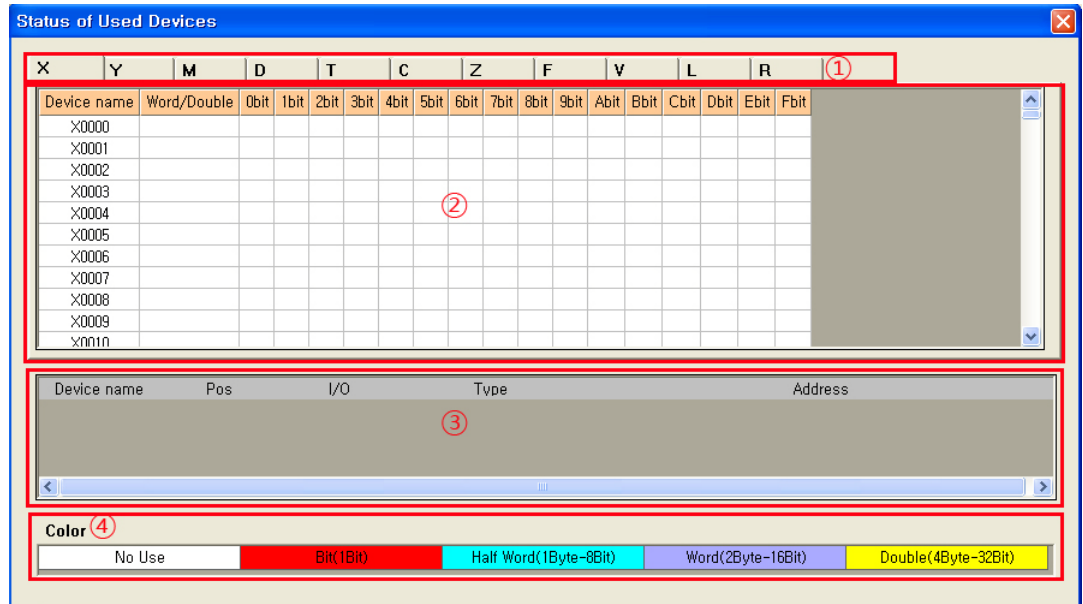 Status of Used Devices
X Y M D T C Z F V L R ①
Device name Word/Double 0bit 1bit 2bit 3bit 4bit 5bit 6bit 7bit 8bit 9bit Abit Bbit Cbit Dbit Ebit Fbit
X0000
X0001
X0002
X0003
X0004
②
X0005
X0006
X0007
X0008
X0009
X0010
Device name Pos I/O Type Address
③
Color ④
No Use Bit(1Bit) Half Word(1Byte-8Bit) Word(2Byte-16Bit) Double(4Byte-32Bit)